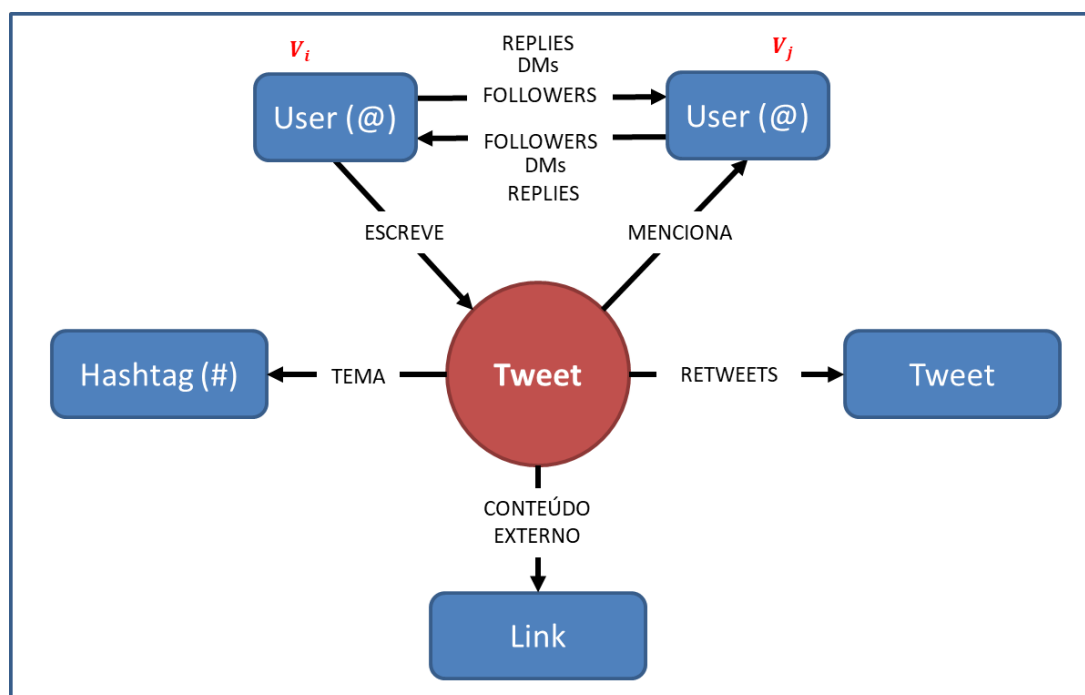 REPLIES
V_i
V_j
DMs
User (@)
FOLLOWERS
User (@)
FOLLOWERS
DMs
REPLIES
ESCREVE
MENCIONA
Hashtag (#)
TEMA
Tweet
RETWEETS
Tweet
CONTEÚDO
EXTERNO
Link